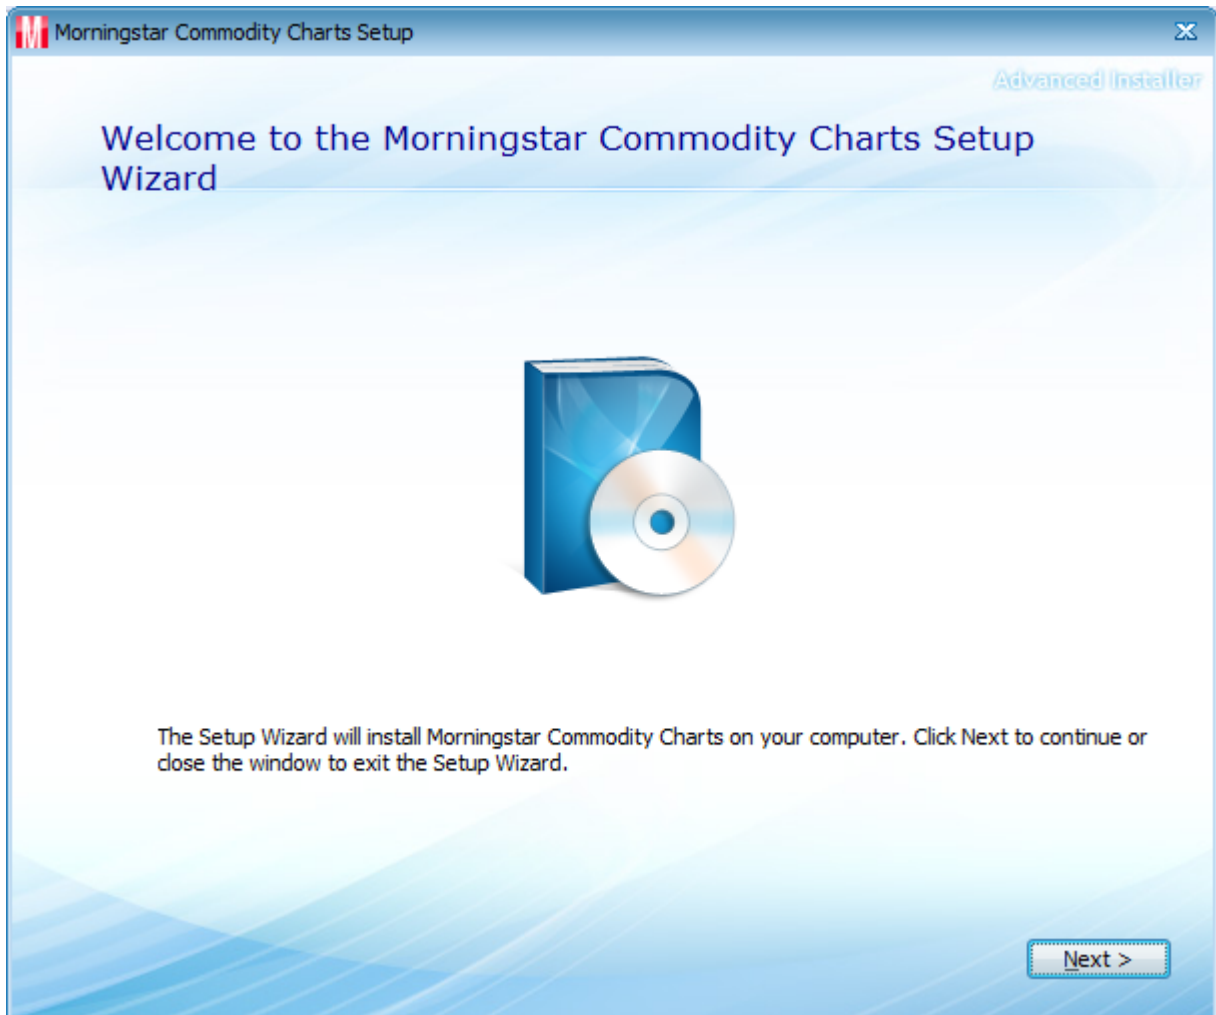 Morningstar Commodity Charts Setup
Advanced Installer
Welcome to the Morningstar Commodity Charts Setup
Wizard
The Setup Wizard will install Morningstar Commodity Charts on your computer. Click Next to continue or
close the window to exit the Setup Wizard.
Next >